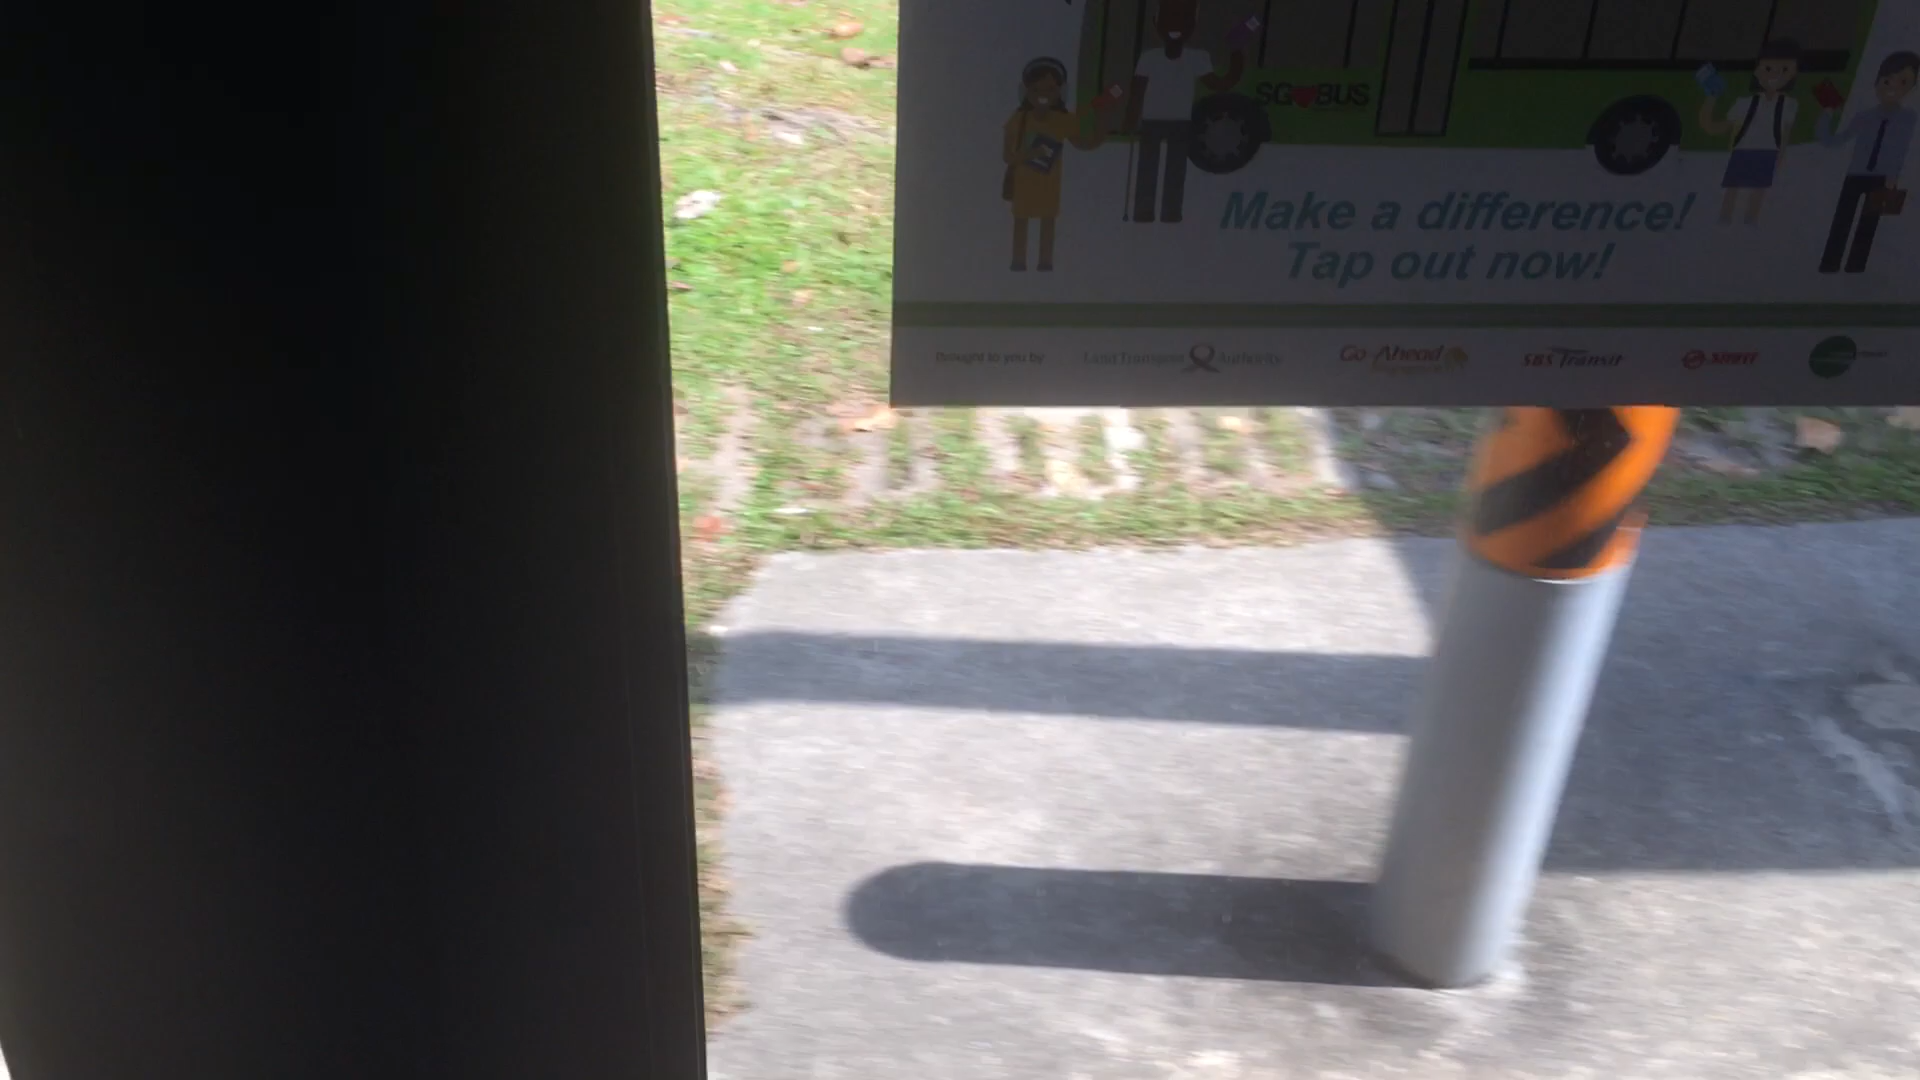 SG♥BUS
Make a difference!
Tap out now!
Brought to you by Land Transport Authority Go-Ahead SBS Transit SMRT